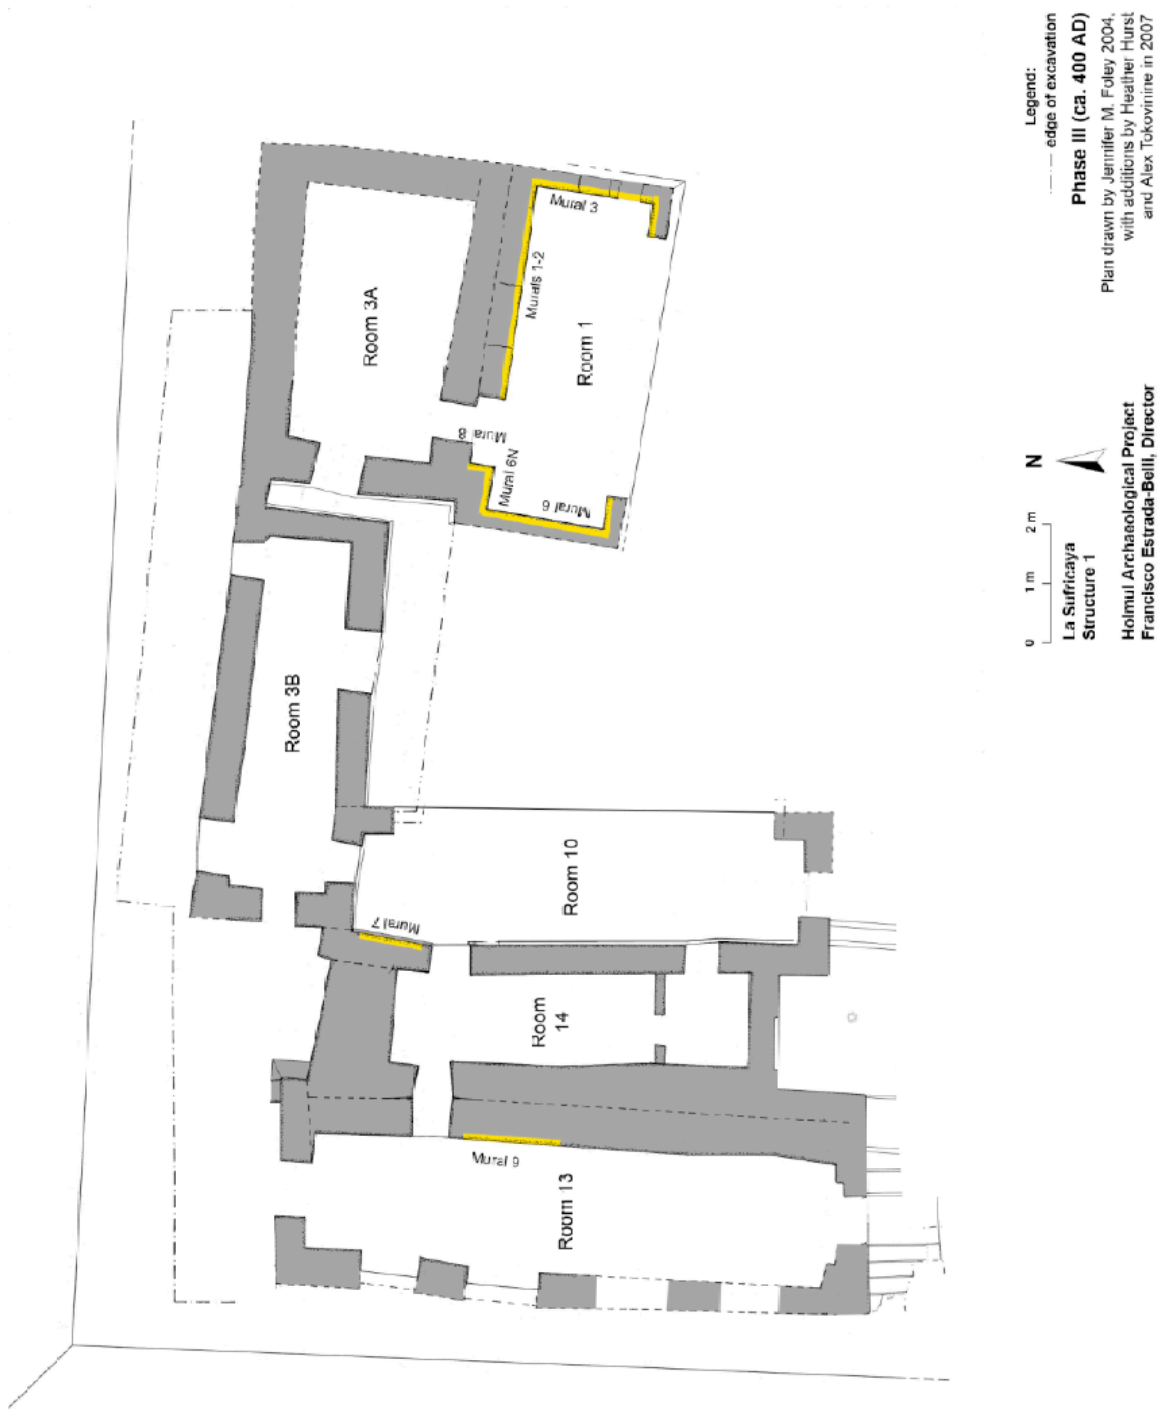 Legend:
edge of excavation
Phase III (ca. 400 AD)
Plan drawn by Jennifer M. Foley 2004,
with additions by Heather Hurst
and Alex Tokovinine in 2007
N
0 1 m 2 m
La Sufricaya
Structure 1
Holmul Archaeological Project
Francisco Estrada-Belli, Director
Room 3A
Mural 3
Murals 1-2
Room 1
Mural 8
Mural 6N
Mural 6
Room 3B
Room 10
Mural 7
Room
14
Mural 9
Room 13